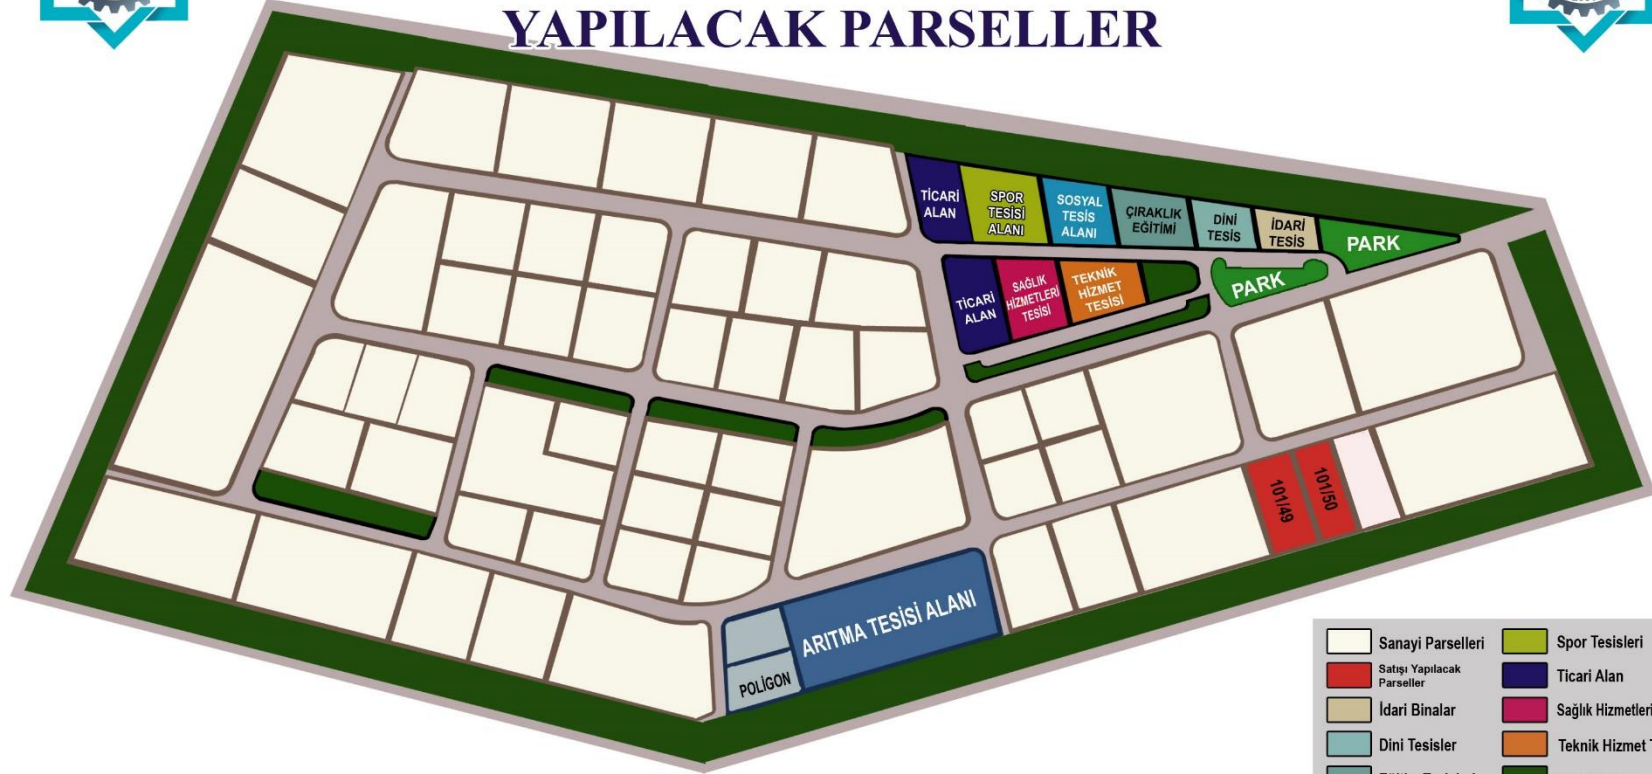 YAPILACAK PARSELLER
TİCARİ
ALAN
SPOR
TESİSİ
ALANI
SOSYAL
TESİS
ALANI
ÇIRAKLIK
EĞİTİMİ
DİNİ
TESİS
İDARİ
TESİS
PARK
TİCARİ
ALAN
SAĞLIK
HİZMETLERİ
TESİSİ
TEKNİK
HİZMET
TESİSİ
PARK
101/49
101/50
ARITMA TESİSİ ALANI
POLİGON
Sanayi Parselleri
Satışı Yapılacak
Parseller
İdari Binalar
Dini Tesisler
Spor Tesisleri
Ticari Alan
Sağlık Hizmetleri
Teknik Hizmet T